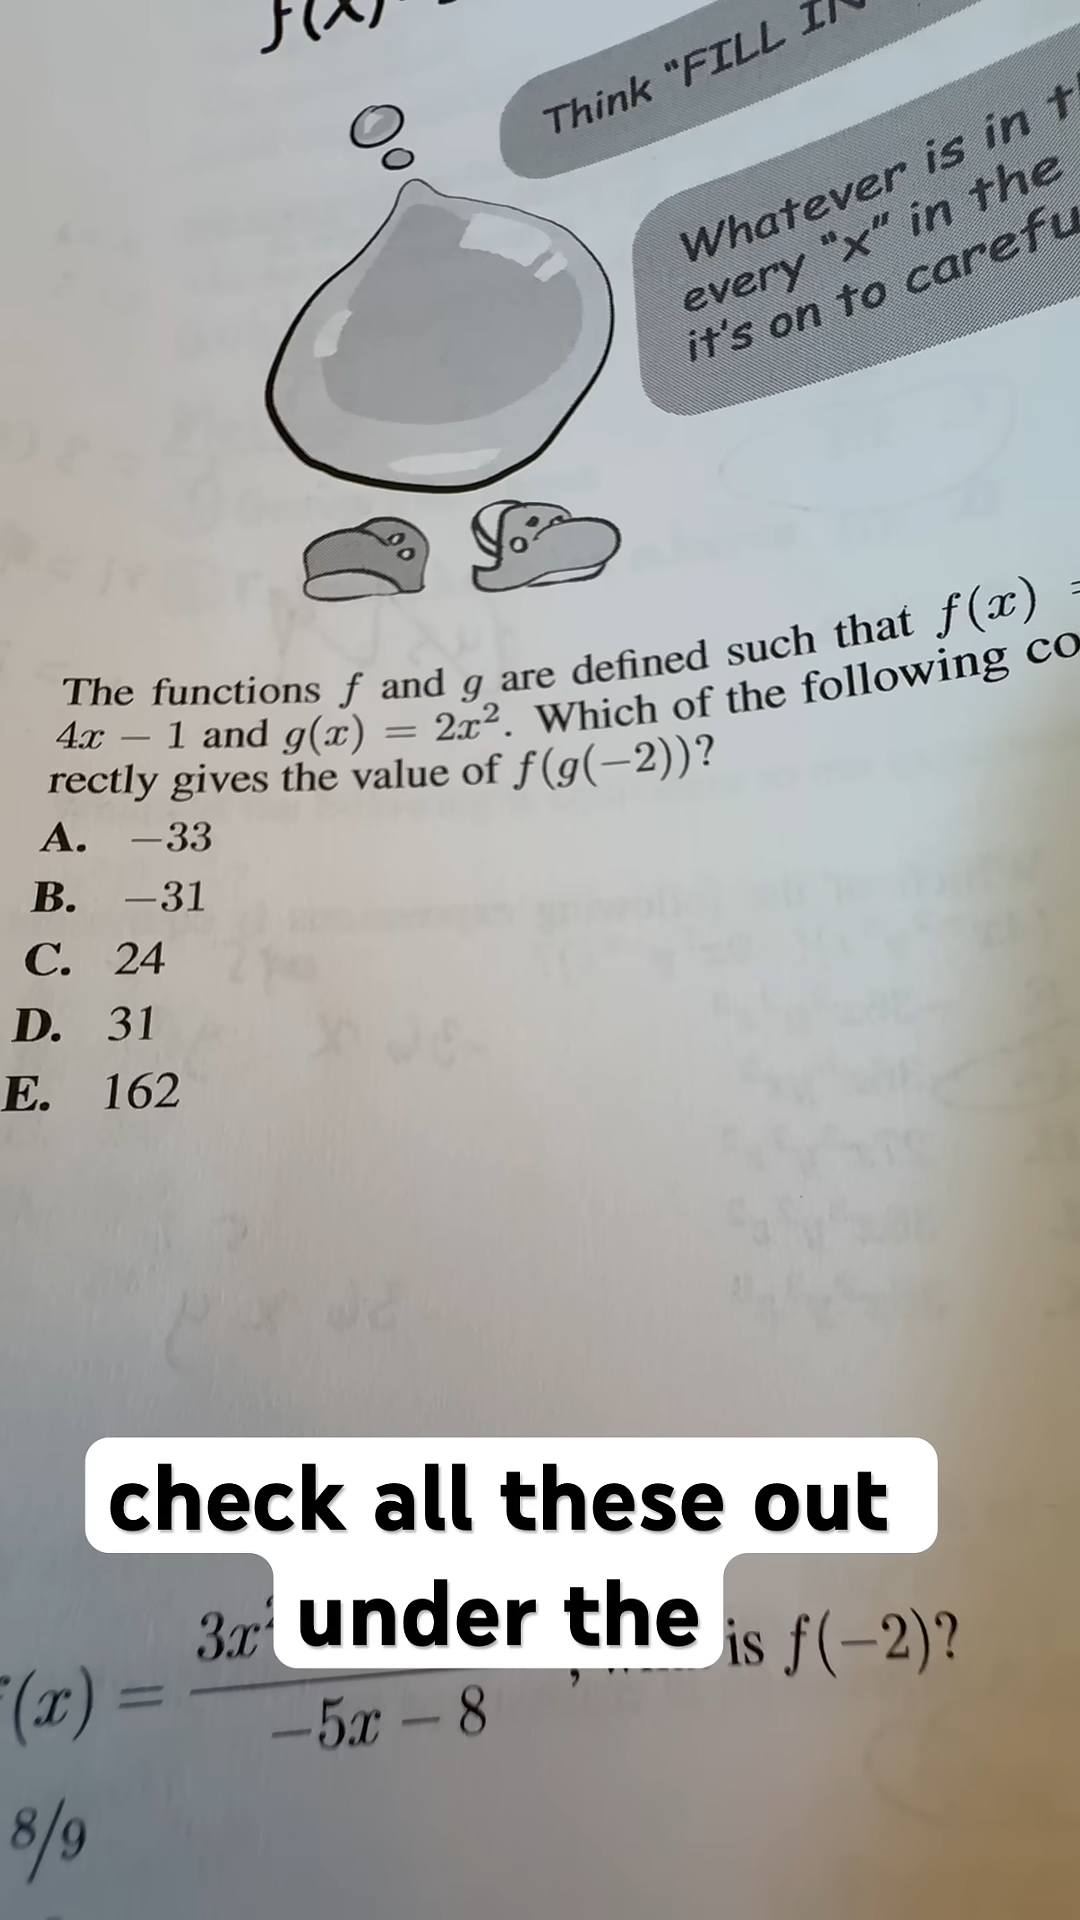 f(x)
Think "FILL IN
Whatever is in
every "x" in the
it's on to
The functions f and g are defined such that f(x) =
4x − 1 and g(x) = 2x². Which of the following co
rectly gives the value of f(g(−2))?
A. −33
B. −31
C. 24
D. 31
E. 162
check all these out
under the
3x
is f(−2)?
(x) =
−5x − 8
8/9